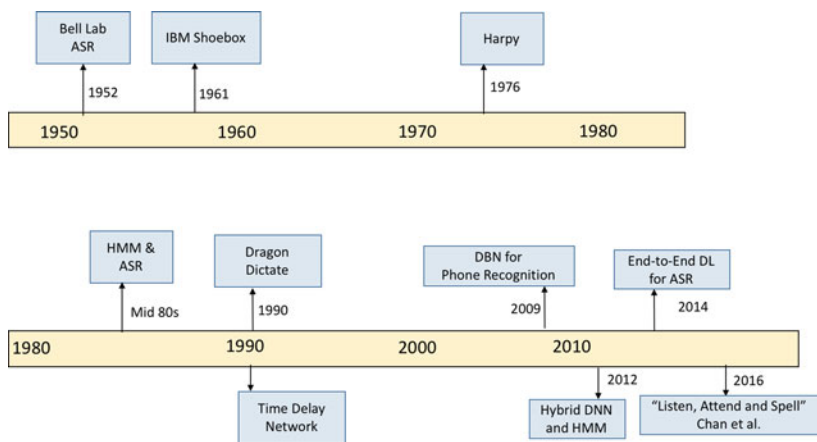 Bell Lab
ASR
IBM Shoebox
Harpy
1952
1961
1976
1950
1960
1970
1980
HMM &
ASR
Dragon
Dictate
DBN for
Phone Recognition
End-to-End DL
for ASR
Mid 80s
1990
2009
2014
1980
1990
2000
2010
2012
2016
Time Delay
Network
Hybrid DNN
and HMM
“Listen, Attend and Spell”
Chan et al.